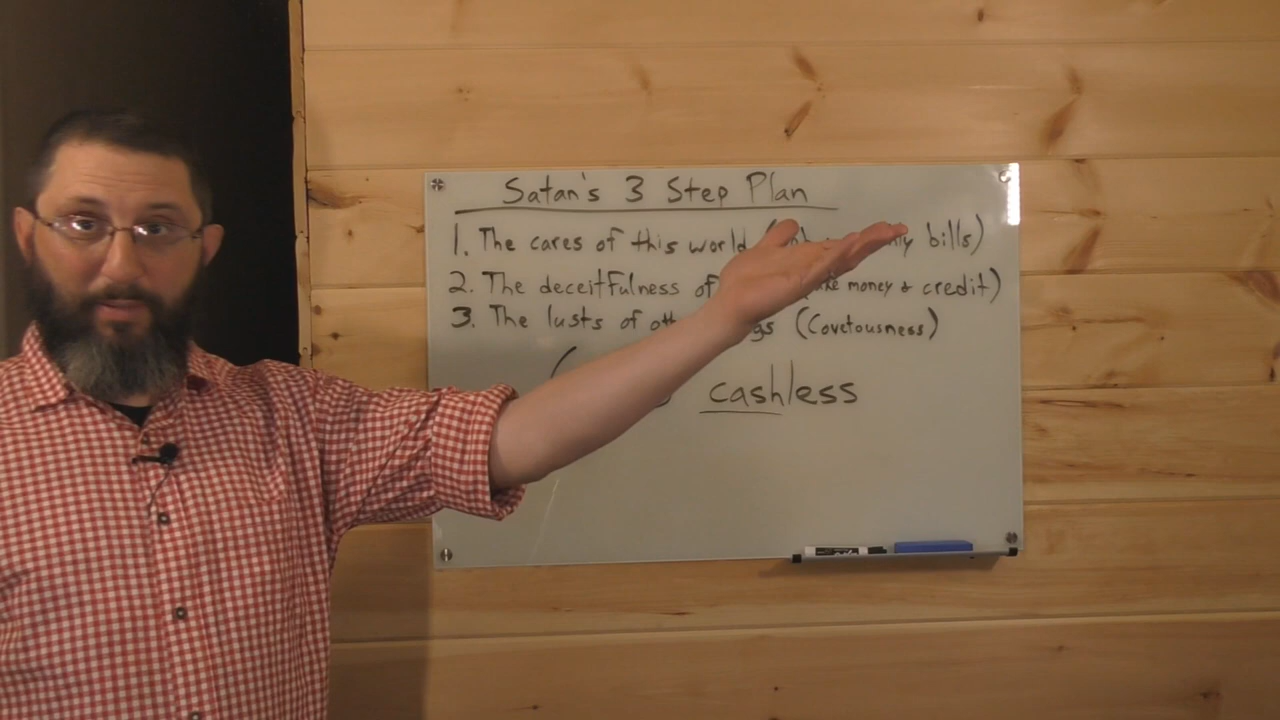 Satan's 3 Step Plan
1. The cares of this world bills)
2. The deceitfulness of money & credit)
3. The lusts of (Covetousness)
cashless